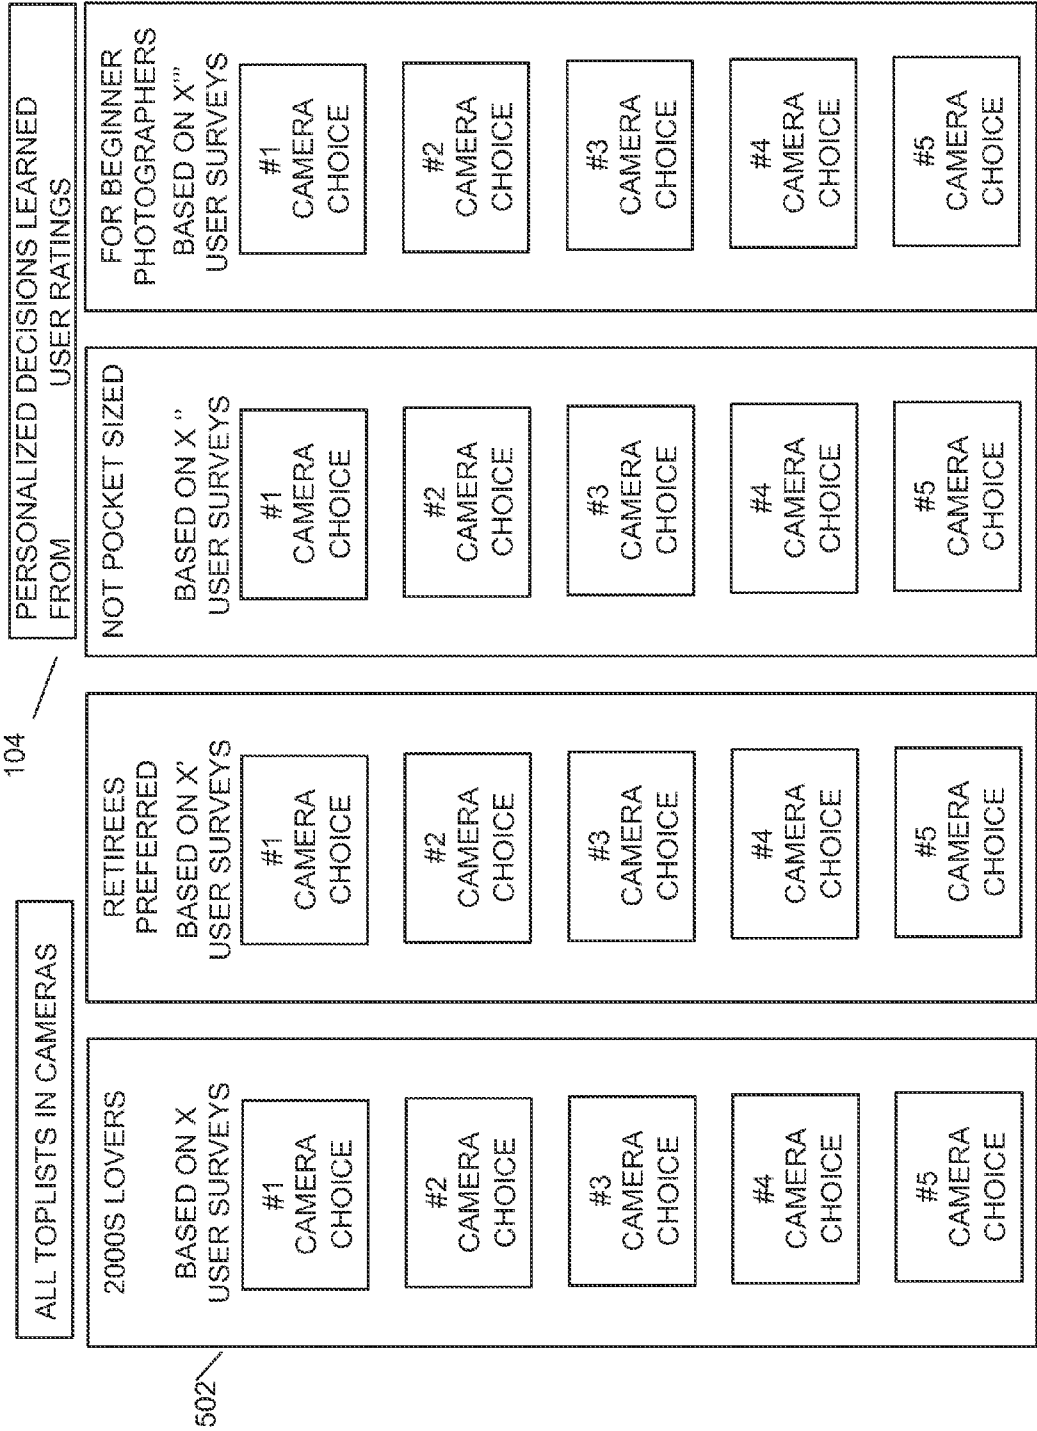 ALL TOPLISTS IN CAMERAS
104
PERSONALIZED DECISIONS LEARNED
FROM USER RATINGS
502
2000S LOVERS
BASED ON X
USER SURVEYS
#1
CAMERA
CHOICE
#2
CAMERA
CHOICE
#3
CAMERA
CHOICE
#4
CAMERA
CHOICE
#5
CAMERA
CHOICE
RETIREES
PREFERRED
BASED ON X'
USER SURVEYS
#1
CAMERA
CHOICE
#2
CAMERA
CHOICE
#3
CAMERA
CHOICE
#4
CAMERA
CHOICE
#5
CAMERA
CHOICE
NOT POCKET SIZED
BASED ON X ''
USER SURVEYS
#1
CAMERA
CHOICE
#2
CAMERA
CHOICE
#3
CAMERA
CHOICE
#4
CAMERA
CHOICE
#5
CAMERA
CHOICE
FOR BEGINNER
PHOTOGRAPHERS
BASED ON X'''
USER SURVEYS
#1
CAMERA
CHOICE
#2
CAMERA
CHOICE
#3
CAMERA
CHOICE
#4
CAMERA
CHOICE
#5
CAMERA
CHOICE